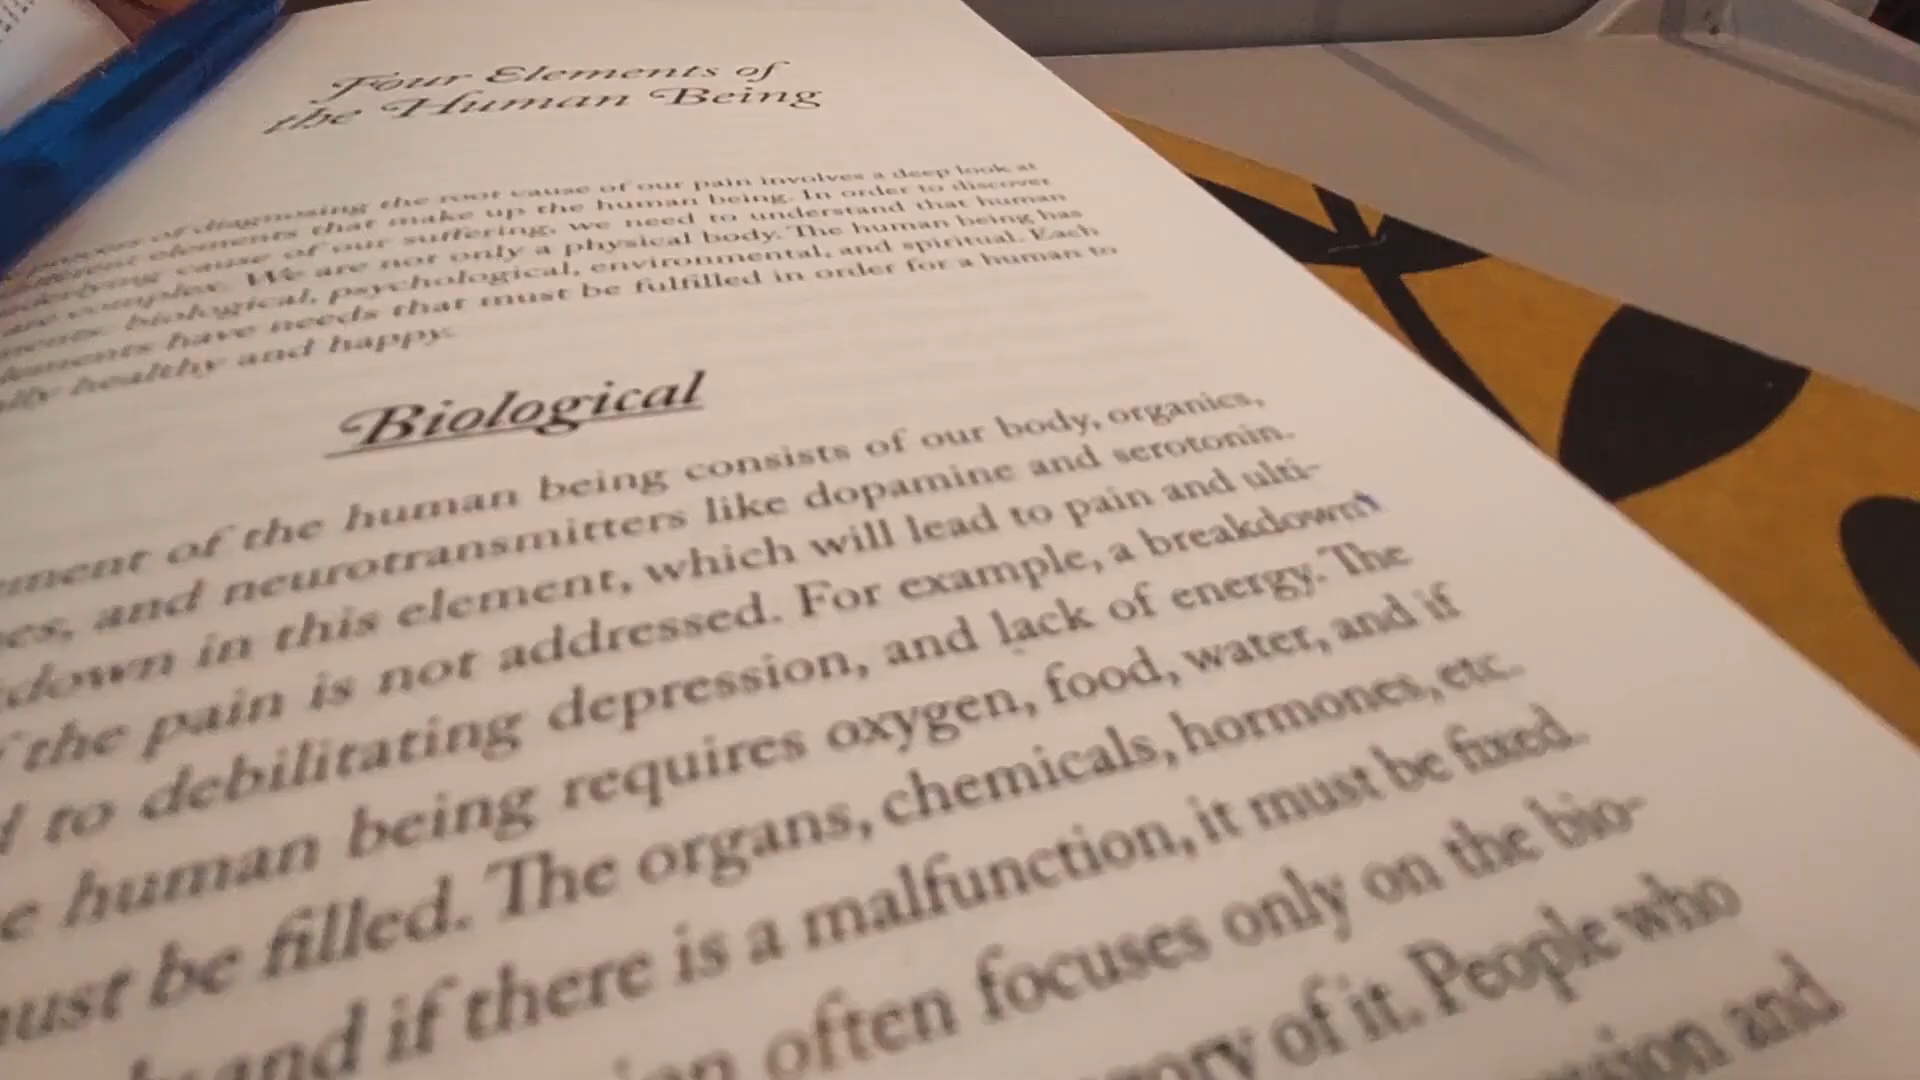 Four Elements of
the Human Being
of diagnosing the root cause of our pain involves a deep look at
elements that make up the human being. In order to discover
cause of our suffering, we need to understand that human
are complex. We are not only a physical body. The human being has
biological, psychological, environmental, and spiritual. Each
have needs that must be fulfilled in order for a human to
healthy and happy.
Biological
of the human being consists of our body, organics,
and neurotransmitters like dopamine and serotonin.
in this element, which will lead to pain and ulti-
the pain is not addressed. For example, a breakdown
to debilitating depression, and lack of energy. The
human being requires oxygen, food, water, and if
must be filled. The organs, chemicals, hormones, etc.
and if there is a malfunction, it must be fixed.
often focuses only on the bio-
of it. People who
and